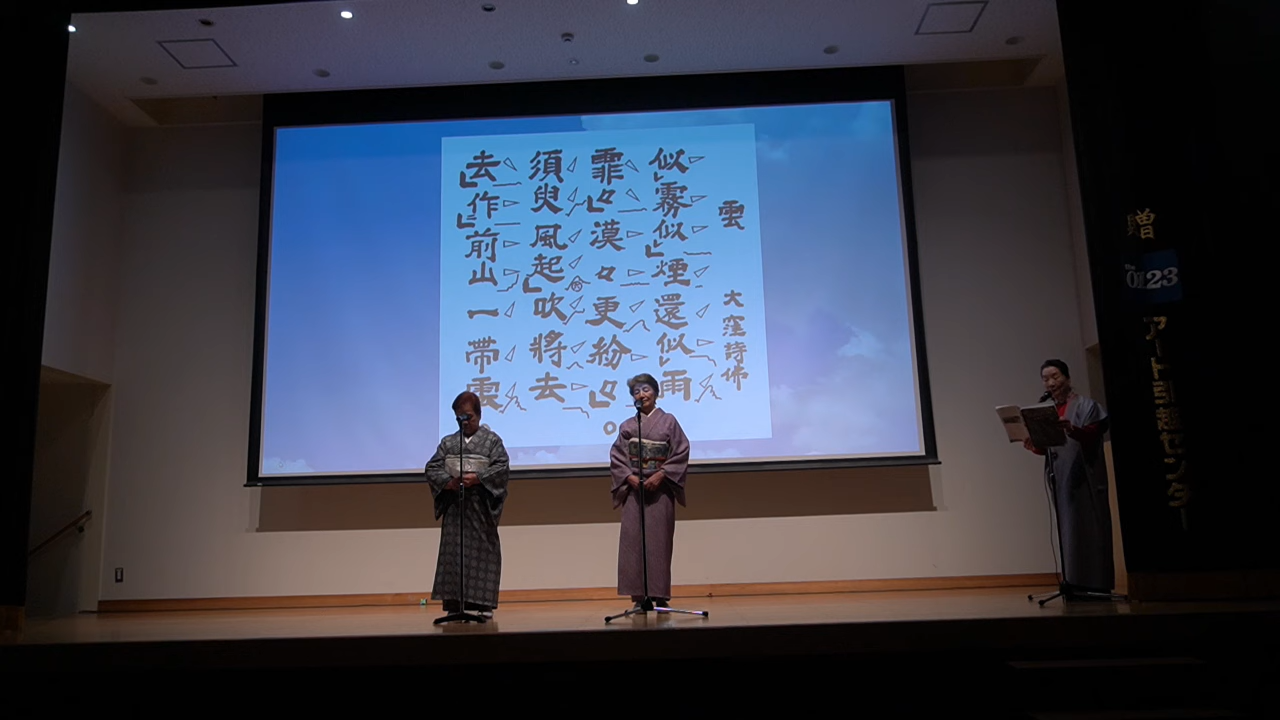 雲
大窪詩佛
似霧似煙還似雨
霏々漠々更紛々
須臾風起吹將去
去作前山一帶雲
贈
0123
アート引越センター